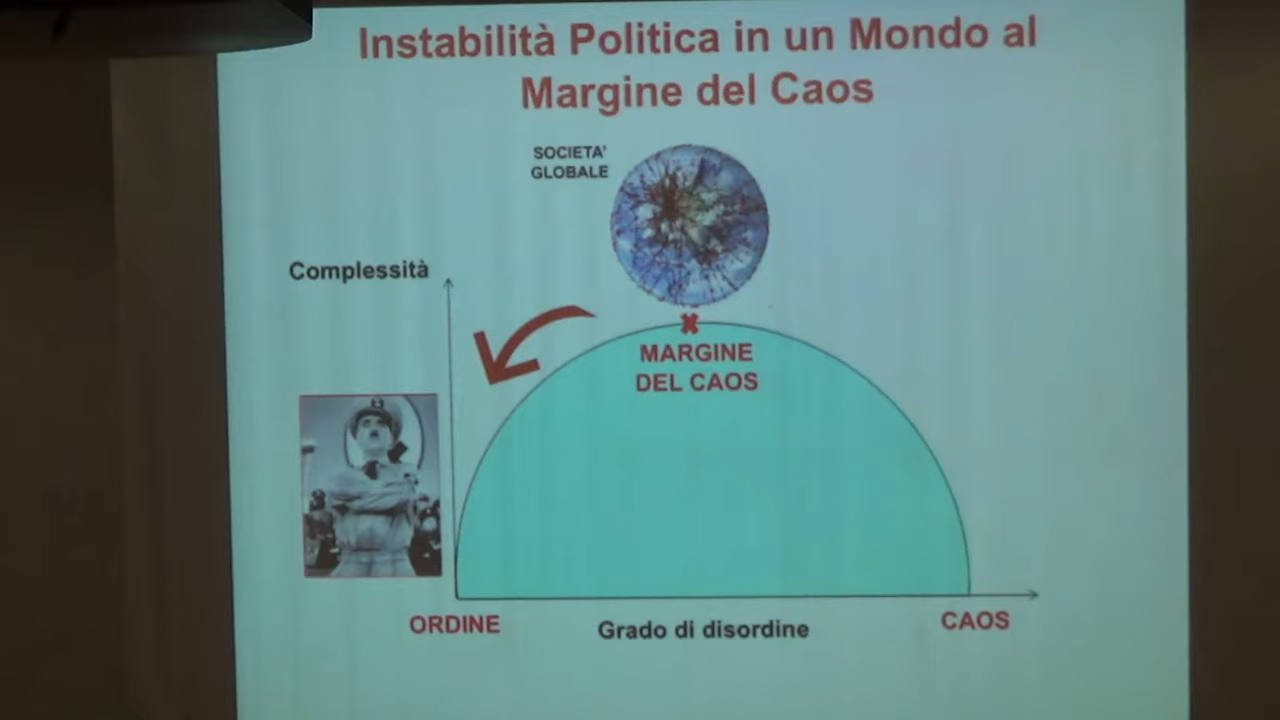 Instabilità Politica in un Mondo al
Margine del Caos
SOCIETA'
GLOBALE
Complessità
MARGINE
DEL CAOS
ORDINE
Grado di disordine
CAOS